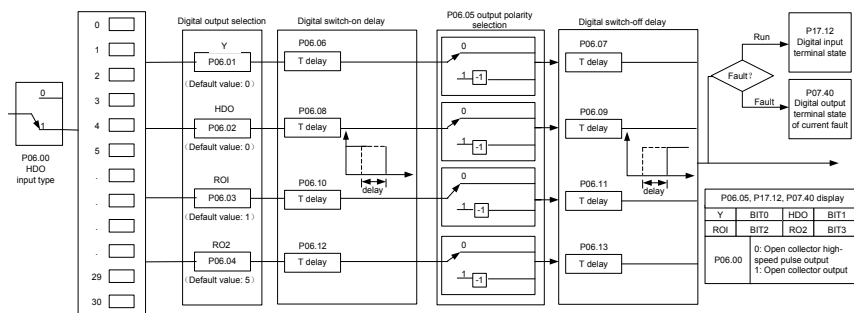 Digital output selection
Digital switch-on delay
P06.05 output polarity
selection
Digital switch-off delay
0
1
2
3
4
5
.
.
.
.
29
30
0
1
P06.00
HDO
input type
Y
P06.01
(Default value: 0)
HDO
P06.02
(Default value: 0)
ROI
P06.03
(Default value: 1)
RO2
P06.04
(Default value: 5)
P06.06
T delay
P06.08
T delay
delay
P06.10
T delay
P06.12
T delay
0
1
-1
0
1
-1
0
1
-1
0
1
-1
P06.07
T delay
P06.09
T delay
delay
P06.11
T delay
P06.13
T delay
Run
Fault?
Fault
P17.12
Digital input
terminal state
P07.40
Digital output
terminal state
of current fault
P06.05, P17.12, P07.40 display
Y BIT0 HDO BIT1
ROI BIT2 RO2 BIT3
P06.00
0: Open collector high-
speed pulse output
1: Open collector output